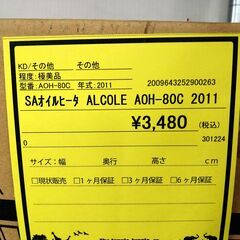 KD/その他 その他
程度:極美品
型番:AOH-80C 年式:2011 2009643252900263
SAオイルヒータ ALCOLE AOH-80C 2011
¥3,480 (税込)
0 301224
サイズ:幅 奥行 高さ cm
□現状販売 □1ヶ月保証 □3ヶ月保証 □6ヶ月保証